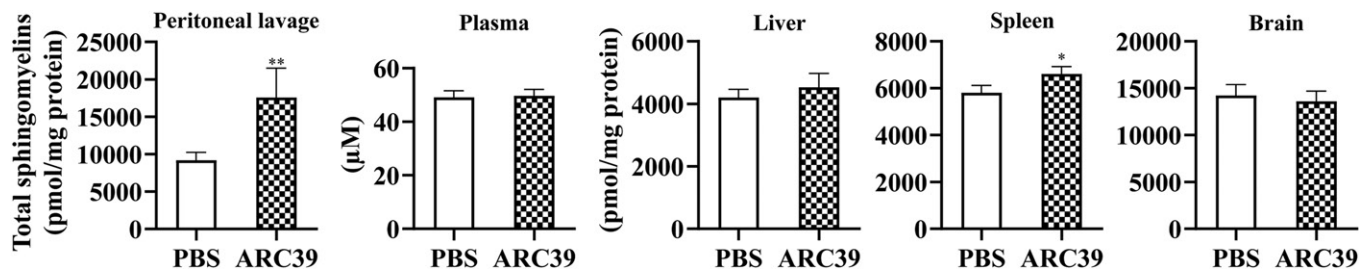 Total sphingomyelins
(pmol/mg protein)
Peritoneal lavage
25000
20000
15000
10000
5000
0
**
PBS ARC39
Plasma
(μM)
60
40
20
0
PBS ARC39
Liver
(pmol/mg protein)
6000
4000
2000
0
PBS ARC39
Spleen
8000
6000
4000
2000
0
*
PBS ARC39
Brain
20000
15000
10000
5000
0
PBS ARC39